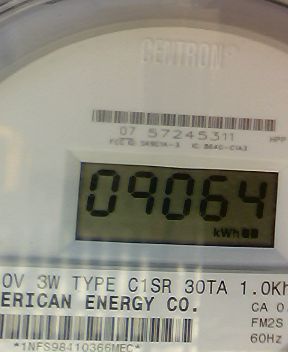 CENTRON
07 57245311
HPP
09064
kWh
0V 3W TYPE C1SR 30TA 1.0Kh
ERICAN ENERGY CO.
CA 0.
FM2S
60Hz
*1NFS98410366MEC*